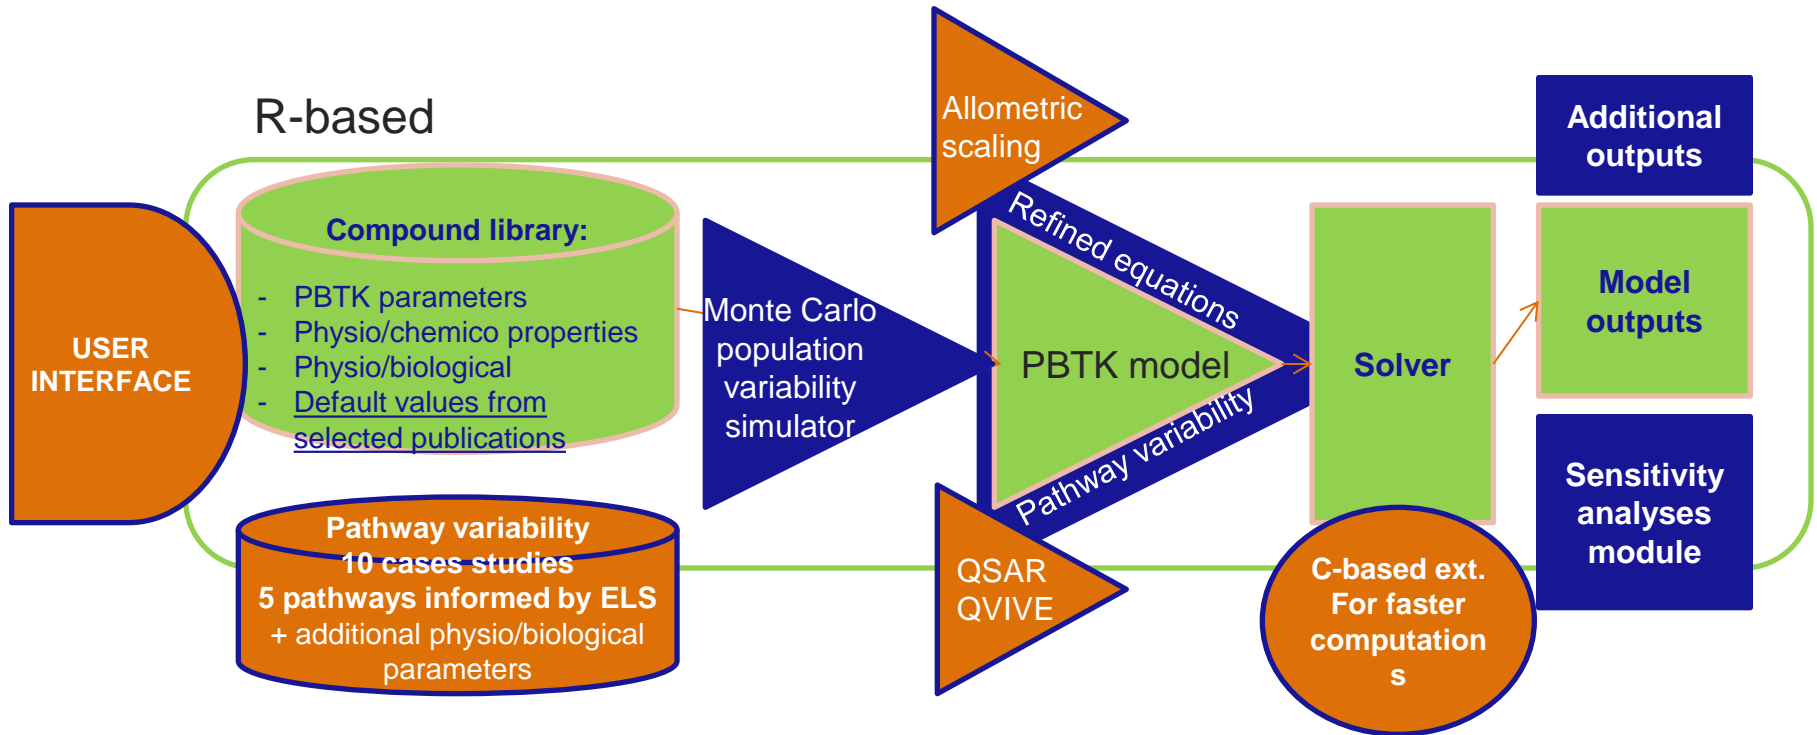 R-based
USER
INTERFACE
Compound library:
- PBTK parameters
- Physio/chemico properties
- Physio/biological
- Default values from
selected publications
Pathway variability
10 cases studies
5 pathways informed by ELS
+ additional physio/biological
parameters
Monte Carlo
population
variability
simulator
Allometric
scaling
Refined equations
PBTK model
Pathway variability
QSAR
QVIVE
Solver
C-based ext.
For faster
computation
s
Additional
outputs
Model
outputs
Sensitivity
analyses
module